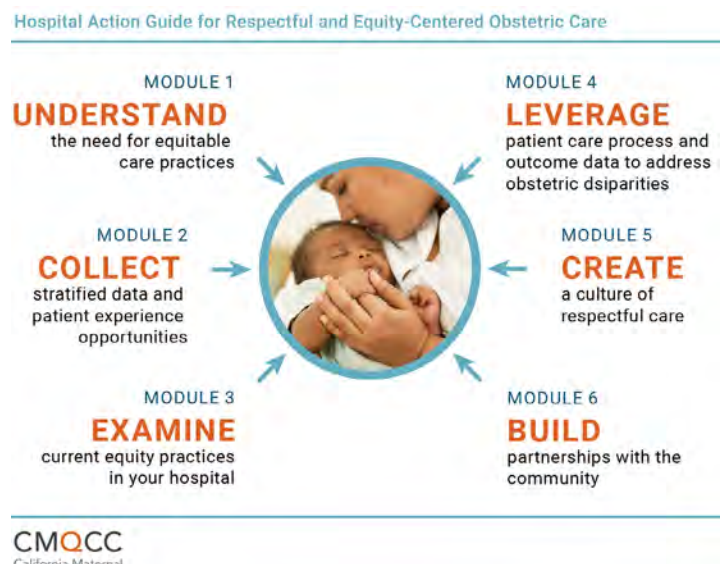 Hospital Action Guide for Respectful and Equity-Centered Obstetric Care
MODULE 1
UNDERSTAND
the need for equitable
care practices
MODULE 2
COLLECT
stratified data and
patient experience
opportunities
MODULE 3
EXAMINE
current equity practices
in your hospital
MODULE 4
LEVERAGE
patient care process and
outcome data to address
obstetric dsiparities
MODULE 5
CREATE
a culture of
respectful care
MODULE 6
BUILD
partnerships with the
community
CMQCC
California Maternal